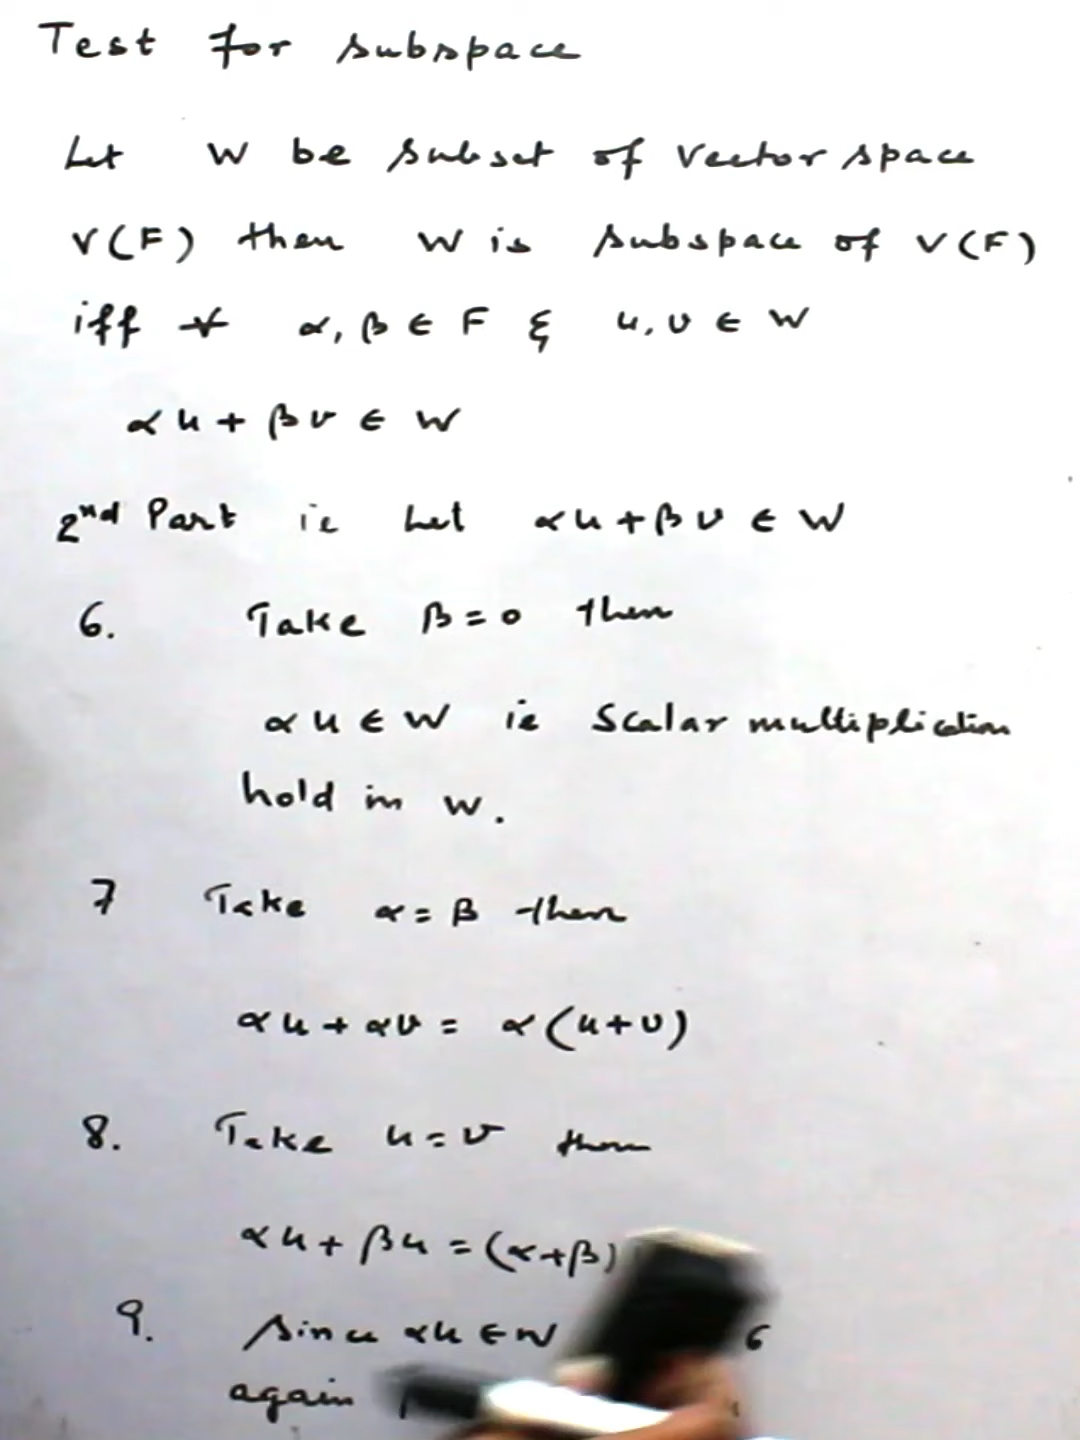 Test for subspace
Let W be subset of vector space
V(F) then W is subspace of V(F)
iff ∀ α, β ∈ F & u, v ∈ W
αu + βv ∈ W
2nd Part ie Let αu + βv ∈ W
6. Take β = 0 then
αu ∈ W ie Scalar multiplication
hold in W.
7 Take α = β then
αu + αv = α(u+v)
8. Take u = v then
αu + βu = (α+β)
9. Since αu ∈ W 6
again